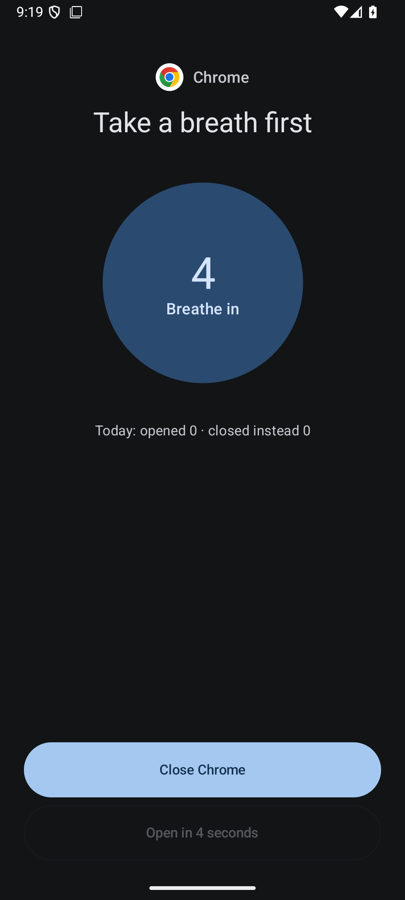 9:19
Chrome
Take a breath first
4
Breathe in
Today: opened 0 · closed instead 0
Close Chrome
Open in 4 seconds